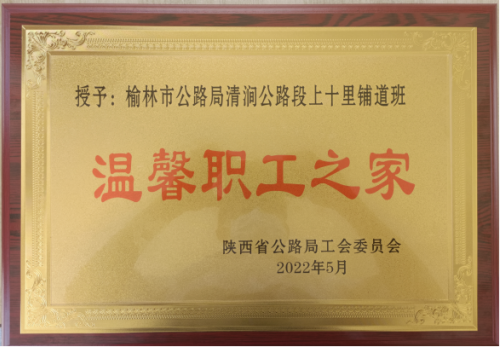 授予：榆林市公路局清涧公路段上十里铺道班
温馨职工之家
陕西省公路局工会委员会
2022年5月